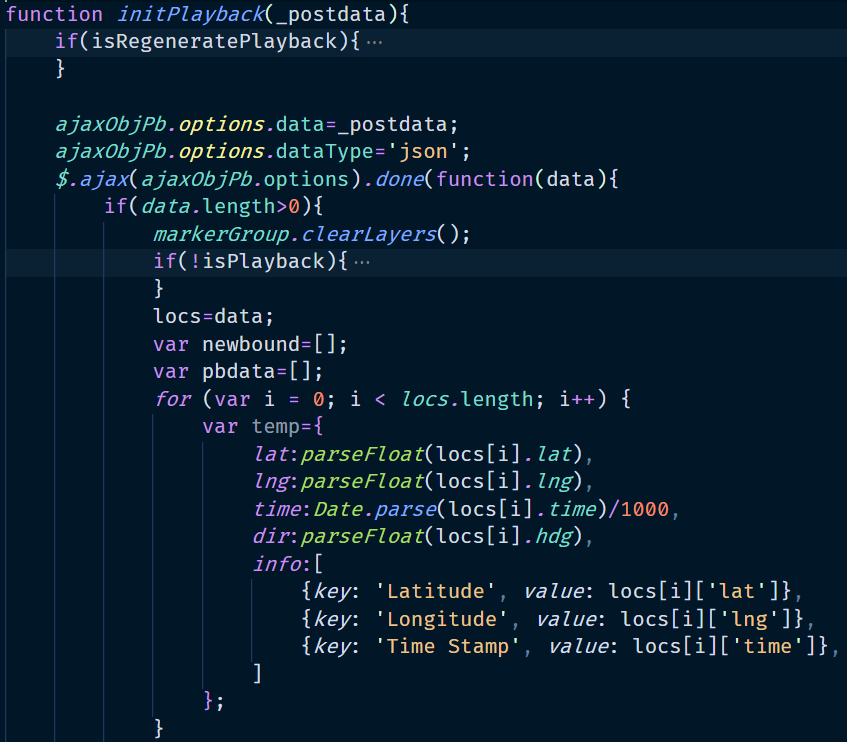 function initPlayback(_postdata){
    if(isRegeneratePlayback){ ···
    }

    ajaxObjPb.options.data=_postdata;
    ajaxObjPb.options.dataType='json';
    $.ajax(ajaxObjPb.options).done(function(data){
        if(data.length>0){
            markerGroup.clearLayers();
            if(!isPlayback){ ···
            }
            locs=data;
            var newbound=[];
            var pbdata=[];
            for (var i = 0; i < locs.length; i++) {
                var temp={
                    lat:parseFloat(locs[i].lat),
                    lng:parseFloat(locs[i].lng),
                    time:Date.parse(locs[i].time)/1000,
                    dir:parseFloat(locs[i].hdg),
                    info:[
                        {key: 'Latitude', value: locs[i]['lat']},
                        {key: 'Longitude', value: locs[i]['lng']},
                        {key: 'Time Stamp', value: locs[i]['time']},
                    ]
                };
            }